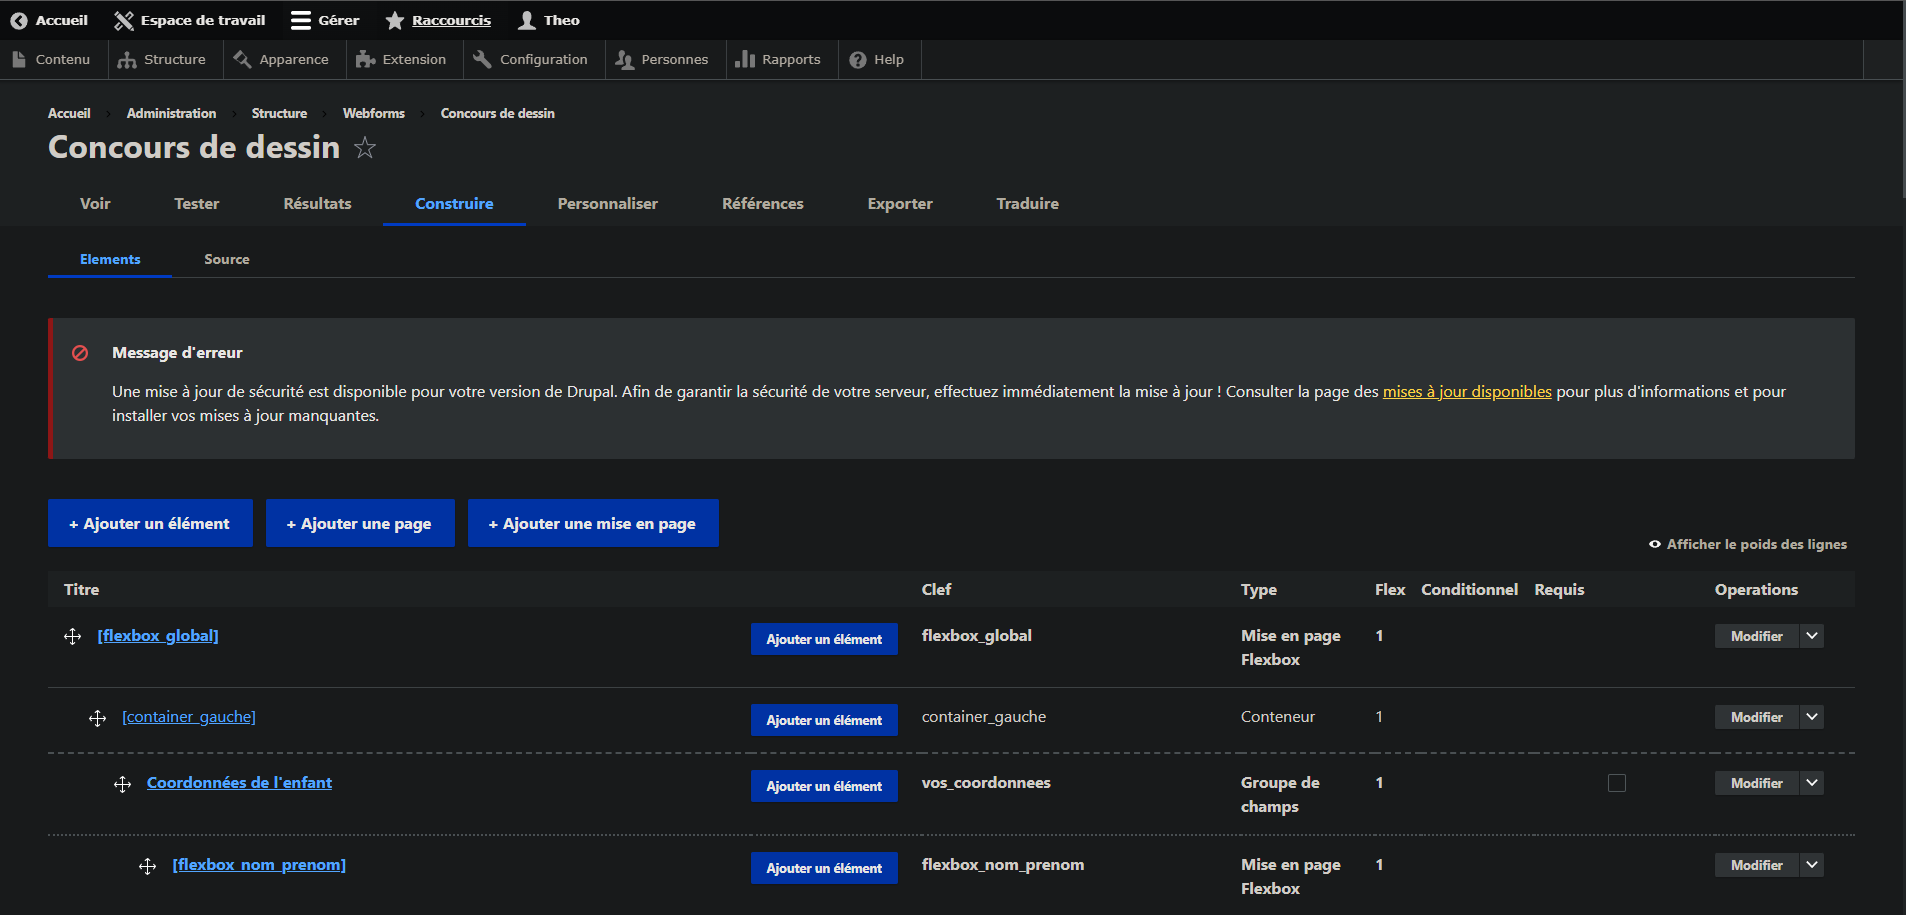 Accueil Espace de travail Gérer Raccourcis Theo
Contenu Structure Apparence Extension Configuration Personnes Rapports Help
Accueil Administration Structure Webforms Concours de dessin
Concours de dessin
Voir Tester Résultats Construire Personnaliser Références Exporter Traduire
Elements Source
Message d'erreur
Une mise à jour de sécurité est disponible pour votre version de Drupal. Afin de garantir la sécurité de votre serveur, effectuez immédiatement la mise à jour ! Consulter la page des mises à jour disponibles pour plus d'informations et pour
installer vos mises à jour manquantes.
+ Ajouter un élément + Ajouter une page + Ajouter une mise en page
Afficher le poids des lignes
Titre Clef Type Flex Conditionnel Requis Operations
[flexbox_global] Ajouter un élément flexbox_global Mise en page 1 Modifier
Flexbox
[container_gauche] Ajouter un élément container_gauche Conteneur 1 Modifier
Coordonnées de l'enfant Ajouter un élément vos_coordonnees Groupe de 1 Modifier
champs
[flexbox_nom_prenom] Ajouter un élément flexbox_nom_prenom Mise en page 1 Modifier
Flexbox